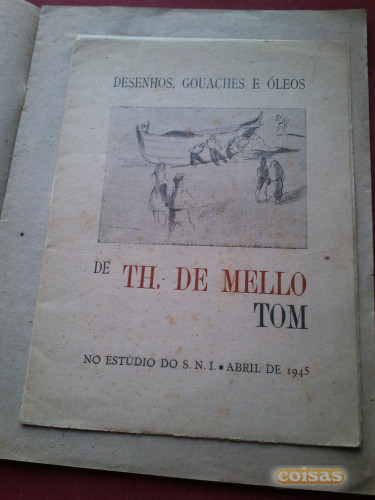 DESENHOS, GOUACHES E ÓLEOS
DE TH. DE MELLO
TOM
NO ESTÚDIO DO S. N. I. • ABRIL DE 1945
coisas